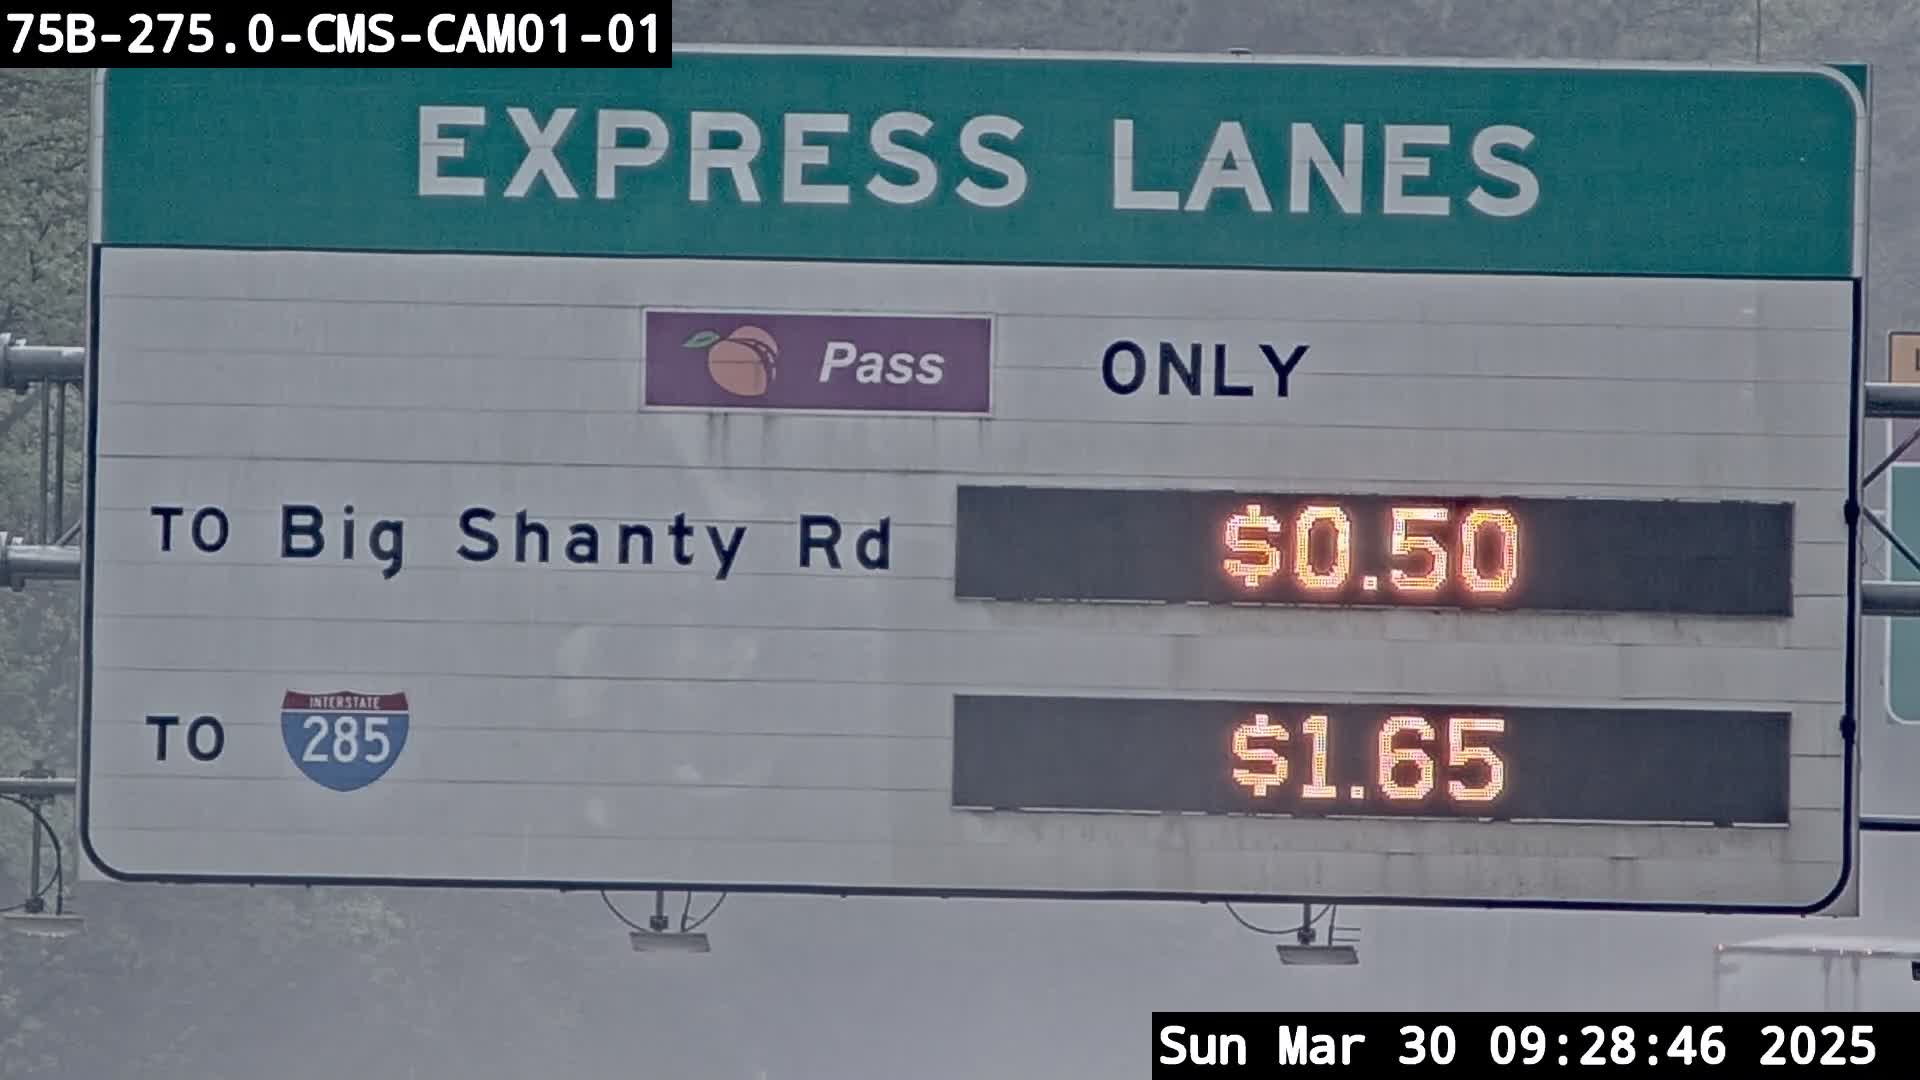 75B-275.0-CMS-CAM01-01
EXPRESS LANES
Pass ONLY
TO Big Shanty Rd $0.50
INTERSTATE
TO 285 $1.65
Sun Mar 30 09:28:46 2025